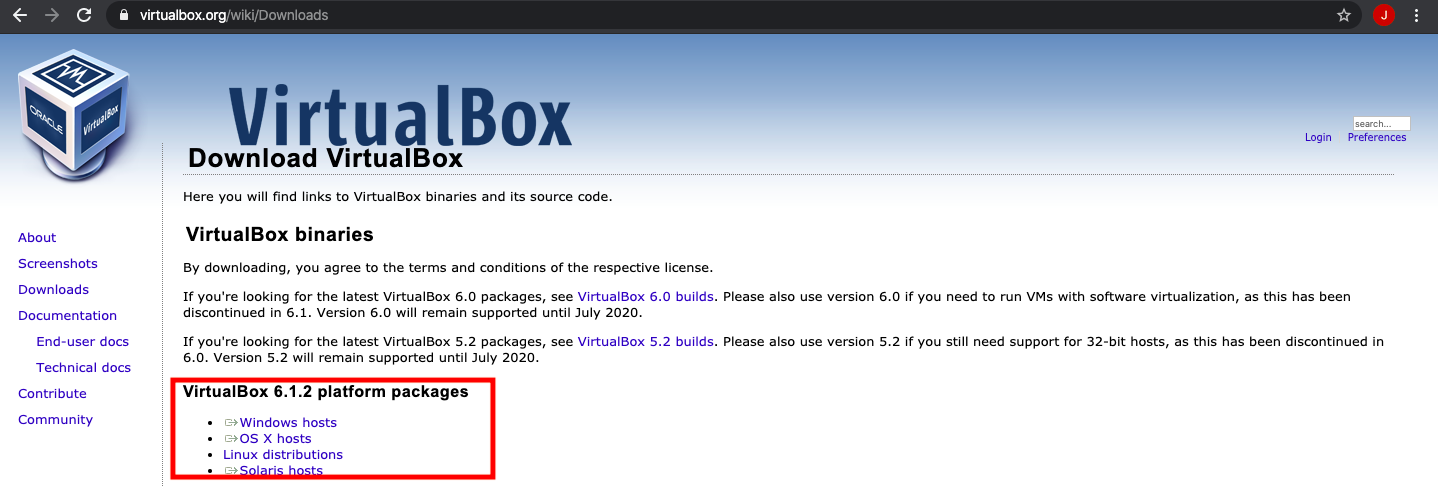 virtualbox.org/wiki/Downloads
J
ORACLE
VirtualBox
VirtualBox
search...
Login Preferences
Download VirtualBox
Here you will find links to VirtualBox binaries and its source code.
About
Screenshots
Downloads
Documentation
End-user docs
Technical docs
Contribute
Community
VirtualBox binaries
By downloading, you agree to the terms and conditions of the respective license.
If you're looking for the latest VirtualBox 6.0 packages, see VirtualBox 6.0 builds. Please also use version 6.0 if you need to run VMs with software virtualization, as this has been
discontinued in 6.1. Version 6.0 will remain supported until July 2020.
If you're looking for the latest VirtualBox 5.2 packages, see VirtualBox 5.2 builds. Please also use version 5.2 if you still need support for 32-bit hosts, as this has been discontinued in
6.0. Version 5.2 will remain supported until July 2020.
VirtualBox 6.1.2 platform packages
• Windows hosts
• OS X hosts
• Linux distributions
• Solaris hosts